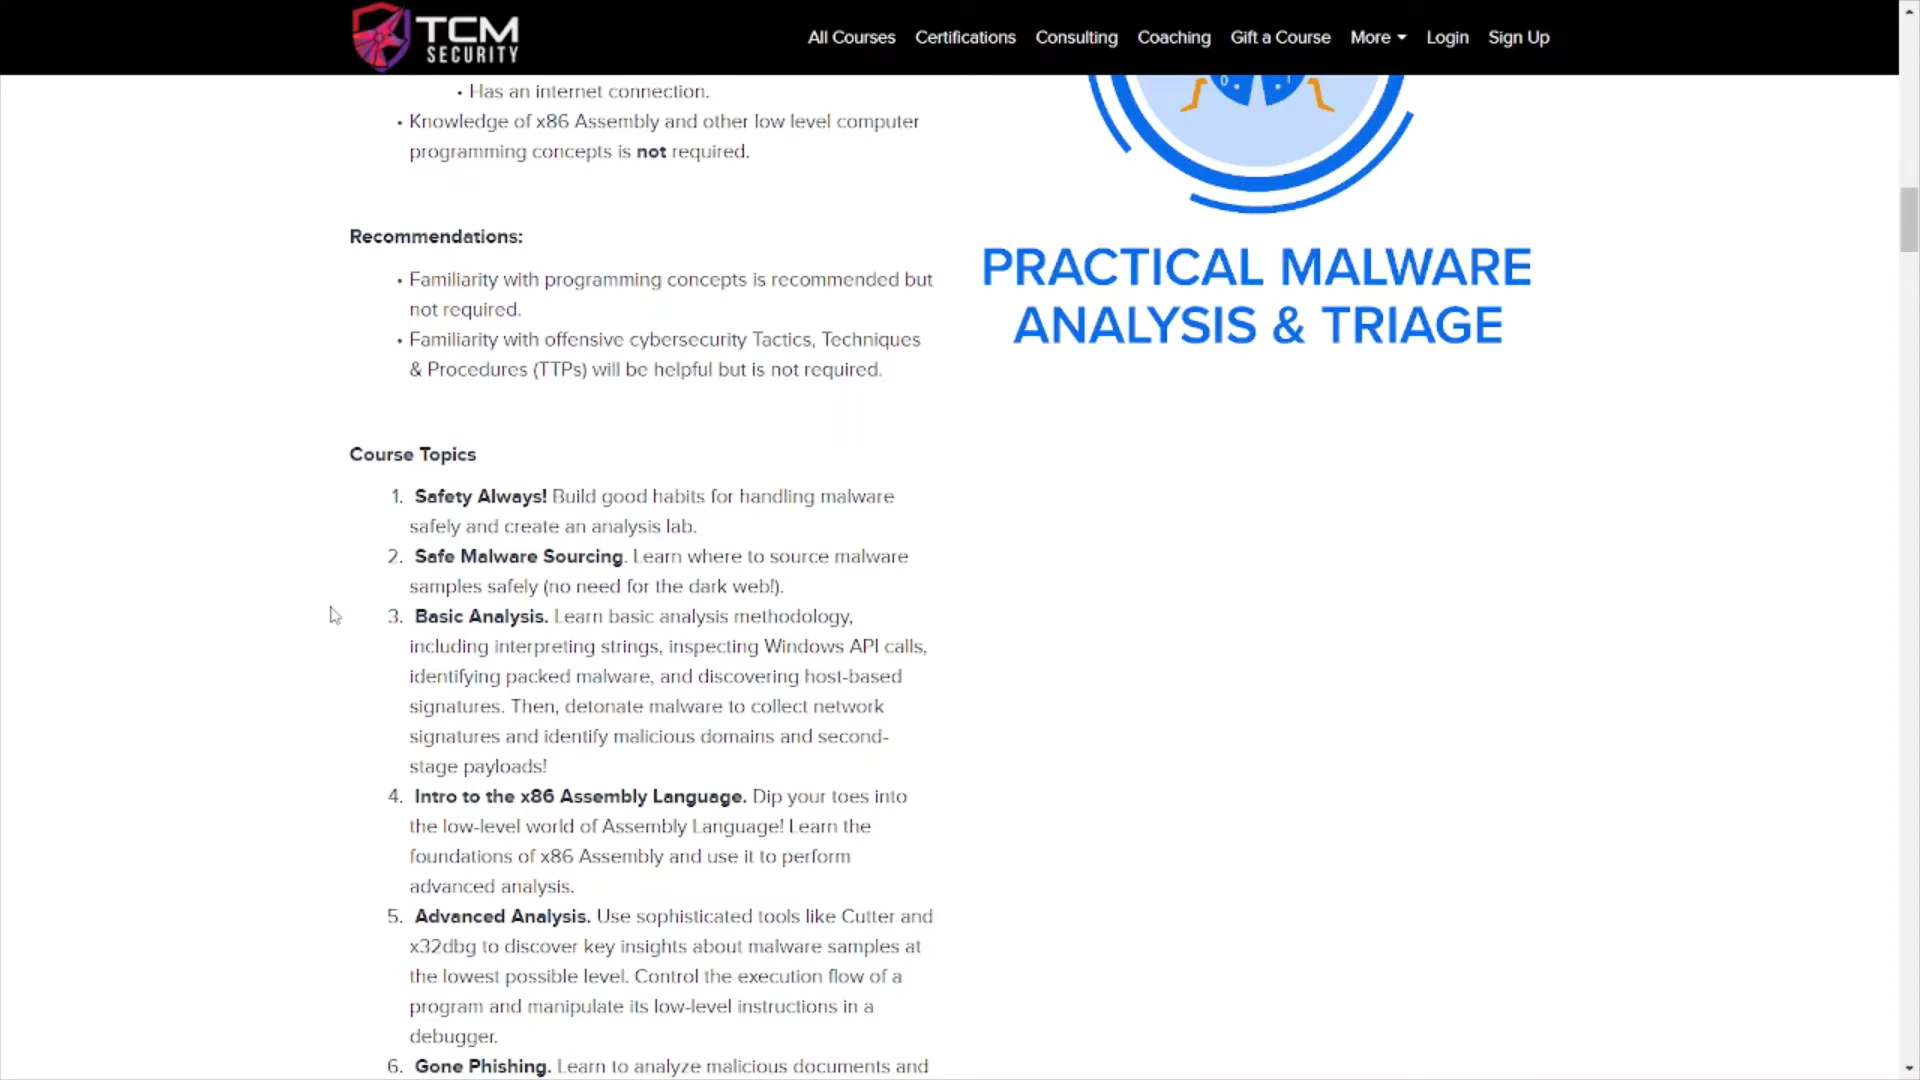 TCM
SECURITY
All Courses Certifications Consulting Coaching Gift a Course More Login Sign Up
• Has an internet connection.
• Knowledge of x86 Assembly and other low level computer
programming concepts is not required.
Recommendations:
• Familiarity with programming concepts is recommended but
not required.
• Familiarity with offensive cybersecurity Tactics, Techniques
& Procedures (TTPs) will be helpful but is not required.
Course Topics
1. Safety Always! Build good habits for handling malware
safely and create an analysis lab.
2. Safe Malware Sourcing. Learn where to source malware
samples safely (no need for the dark web!).
3. Basic Analysis. Learn basic analysis methodology,
including interpreting strings, inspecting Windows API calls,
identifying packed malware, and discovering host-based
signatures. Then, detonate malware to collect network
signatures and identify malicious domains and second-
stage payloads!
4. Intro to the x86 Assembly Language. Dip your toes into
the low-level world of Assembly Language! Learn the
foundations of x86 Assembly and use it to perform
advanced analysis.
5. Advanced Analysis. Use sophisticated tools like Cutter and
x32dbg to discover key insights about malware samples at
the lowest possible level. Control the execution flow of a
program and manipulate its low-level instructions in a
debugger.
6. Gone Phishing. Learn to analyze malicious documents and
0 1
PRACTICAL MALWARE
ANALYSIS & TRIAGE